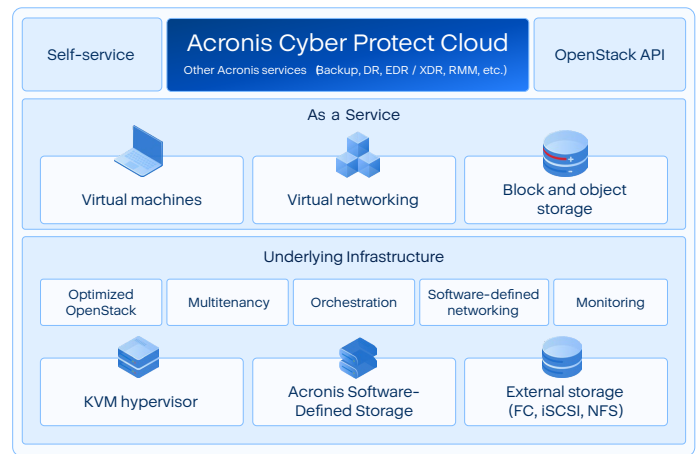 Self-service
Acronis Cyber Protect Cloud
Other Acronis services (Backup, DR, EDR / XDR, RMM, etc.)
OpenStack API
As a Service
Virtual machines
Virtual networking
Block and object
storage
Underlying Infrastructure
Optimized
OpenStack
Multitenancy
Orchestration
Software-defined
networking
Monitoring
KVM hypervisor
Acronis Software-
Defined Storage
External storage
(FC, iSCSI, NFS)